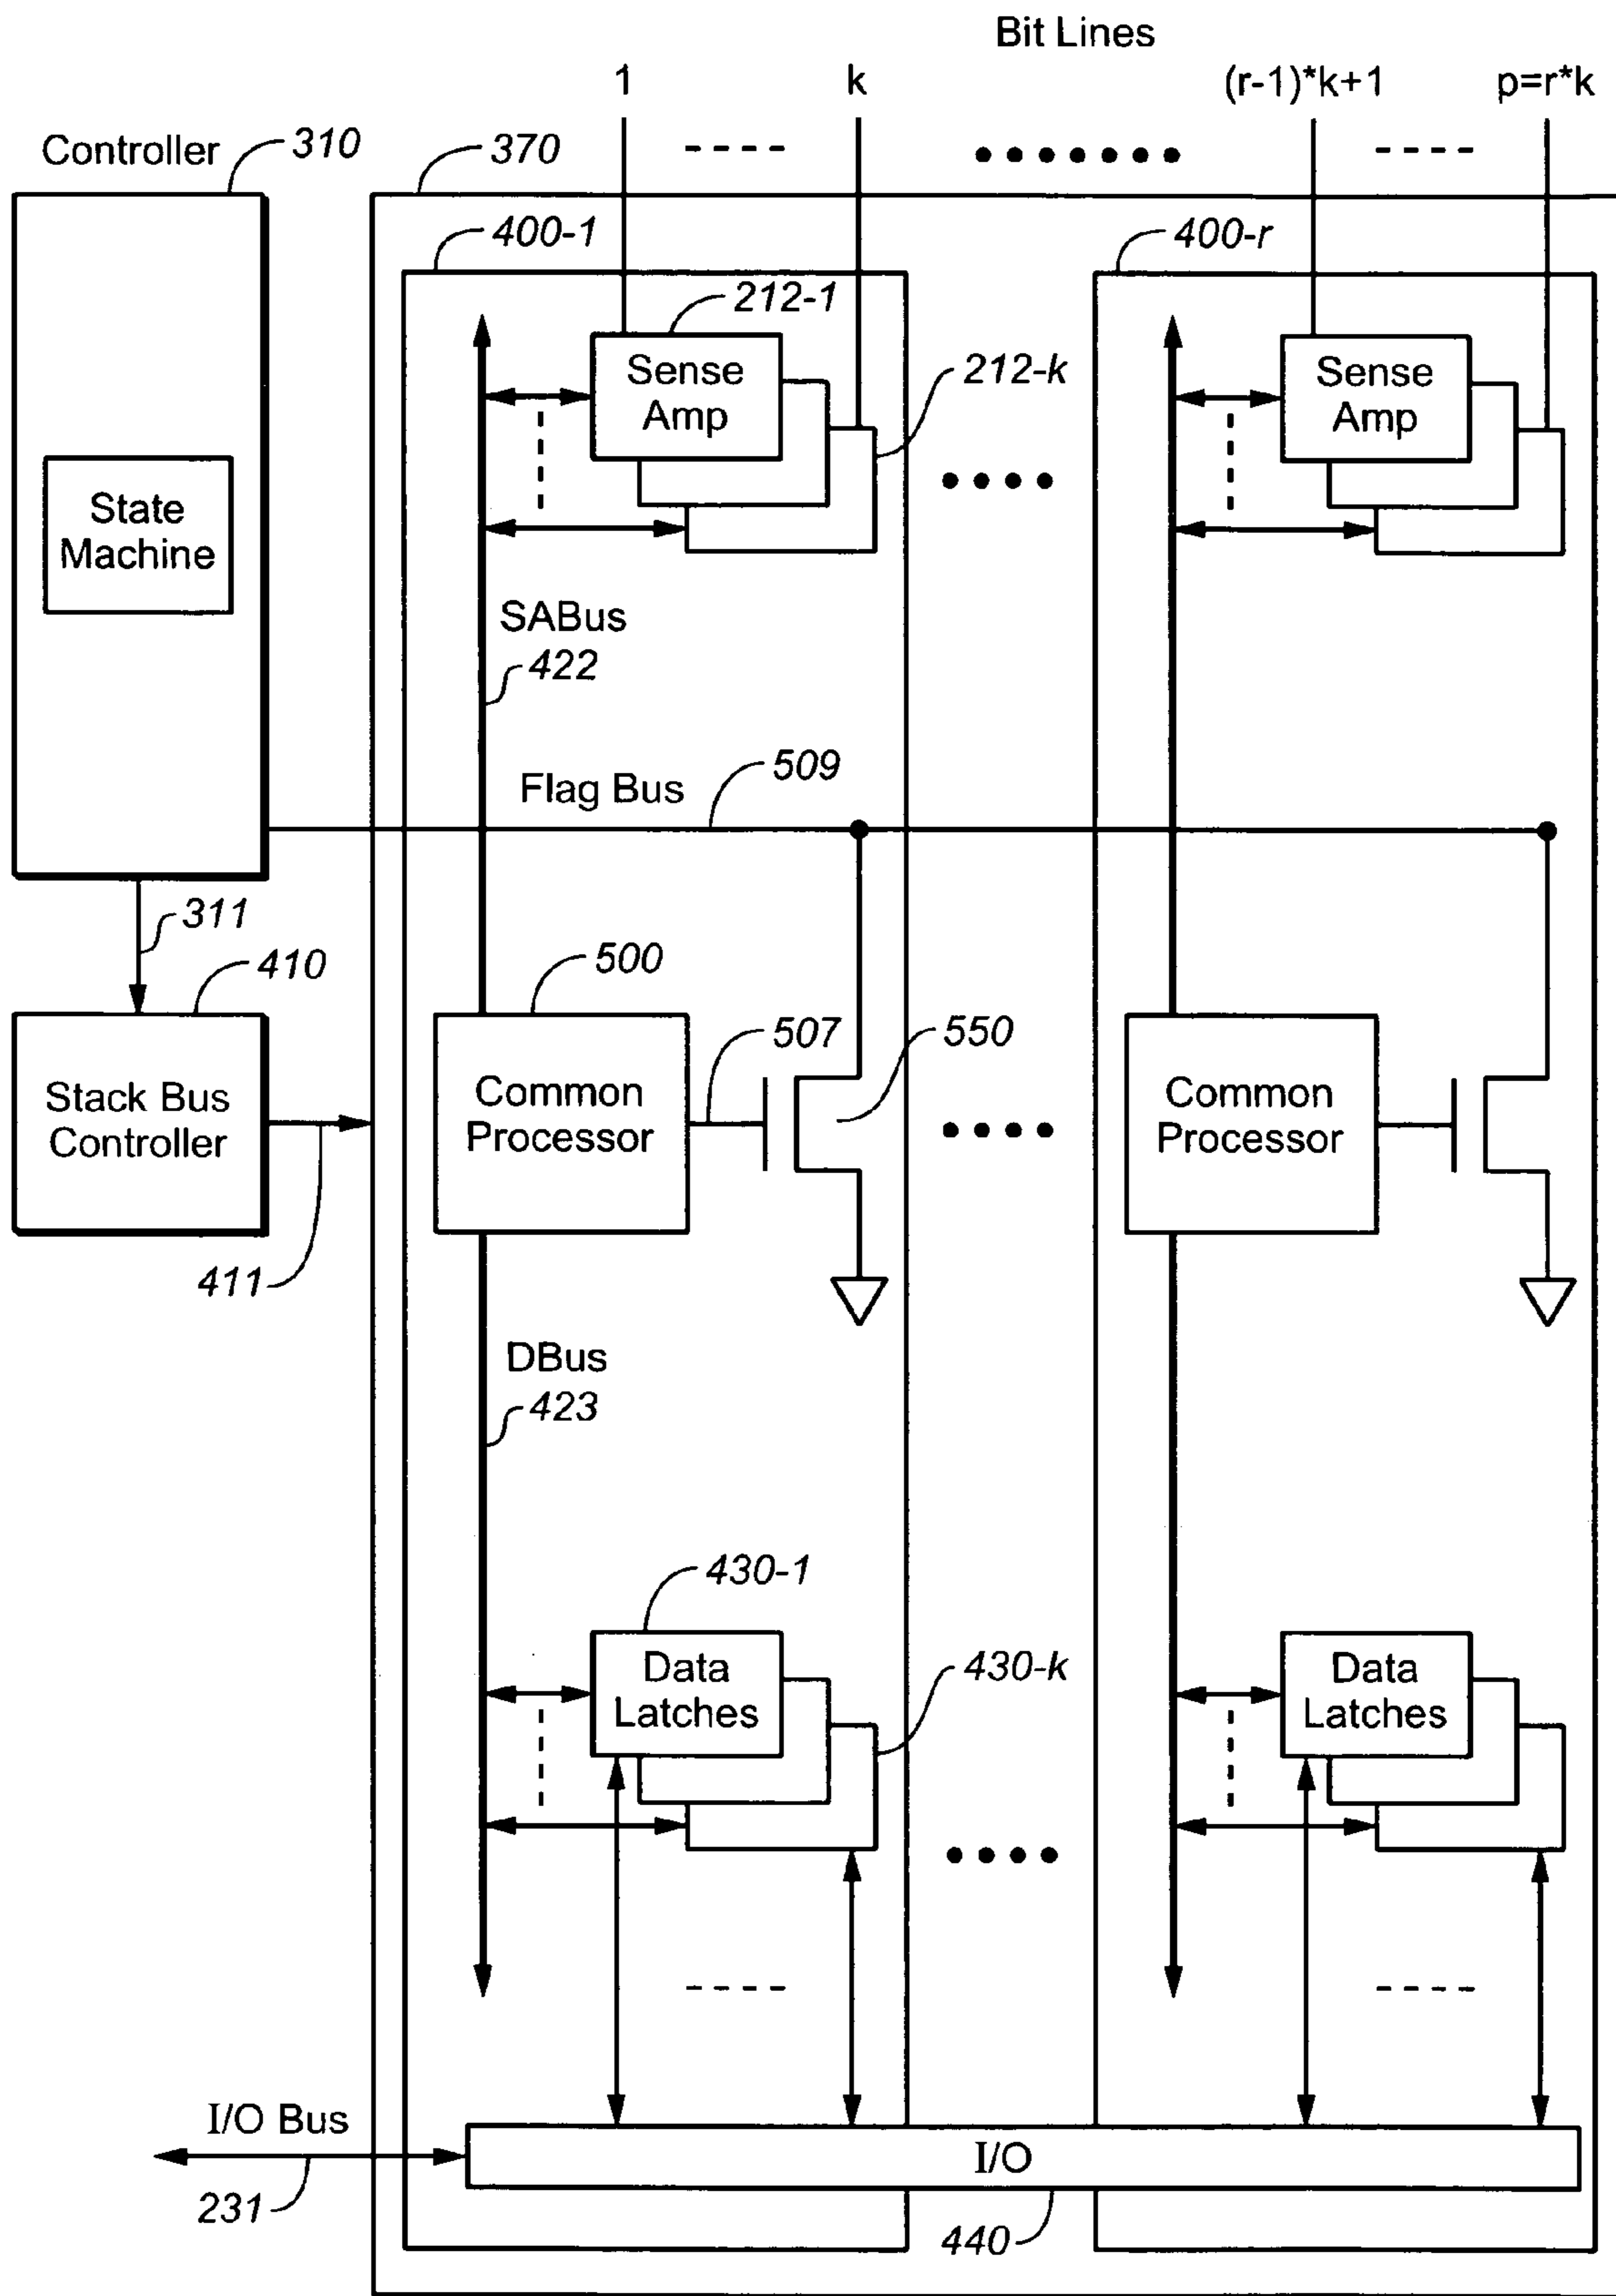 Bit Lines
1
k
(r-1)*k+1
p=r*k
Controller
310
370
400-1
400-r
212-1
212-k
Sense
Amp
Sense
Amp
State
Machine
SABus
422
Flag Bus
509
311
410
500
507
550
Stack Bus
Controller
Common
Processor
Common
Processor
411
DBus
423
430-1
430-k
Data
Latches
Data
Latches
I/O Bus
I/O
231
440